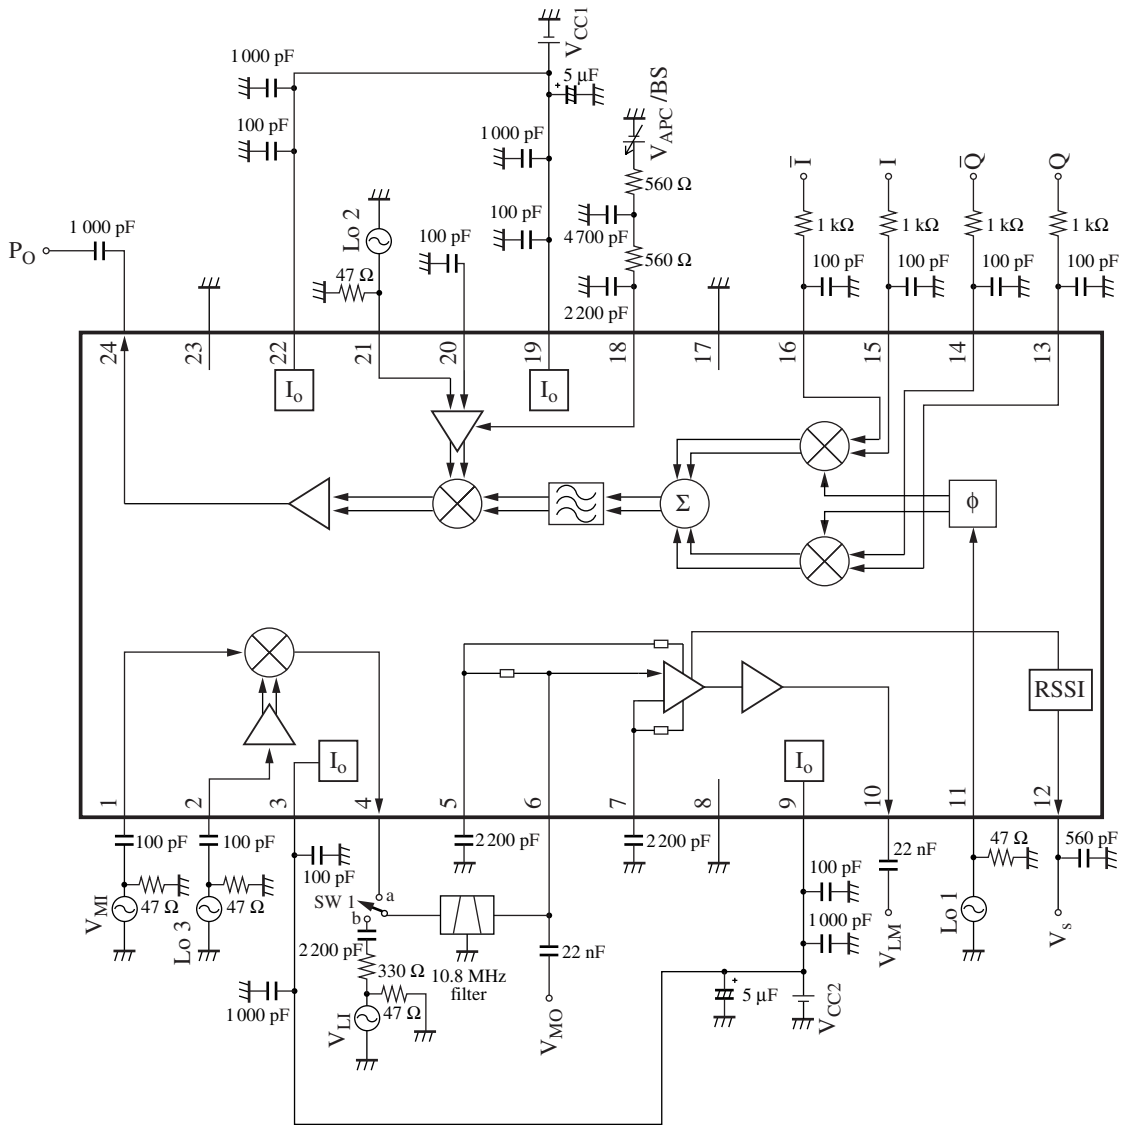 V_CC1
1 000 pF
5 μF
+
V_APC /BS
100 pF
1 000 pF
Ī
I
Q̄
Q
560 Ω
1 kΩ
1 kΩ
1 kΩ
1 kΩ
Lo 2
1 000 pF
100 pF
100 pF
4 700 pF
P_O
47 Ω
560 Ω
100 pF
100 pF
100 pF
100 pF
2 200 pF
24
23
22
21
20
19
18
17
16
15
14
13
I_o
I_o
Σ
ϕ
RSSI
I_o
I_o
1
2
3
4
5
6
7
8
9
10
11
12
100 pF
100 pF
2 200 pF
2 200 pF
22 nF
47 Ω
560 pF
100 pF
100 pF
V_MI
47 Ω
Lo 3
47 Ω
SW 1
a
b
1 000 pF
V_LM
Lo 1
V_s
2 200 pF
10.8 MHz
filter
22 nF
330 Ω
1 000 pF
47 Ω
V_LI
V_MO
+
5 μF
V_CC2